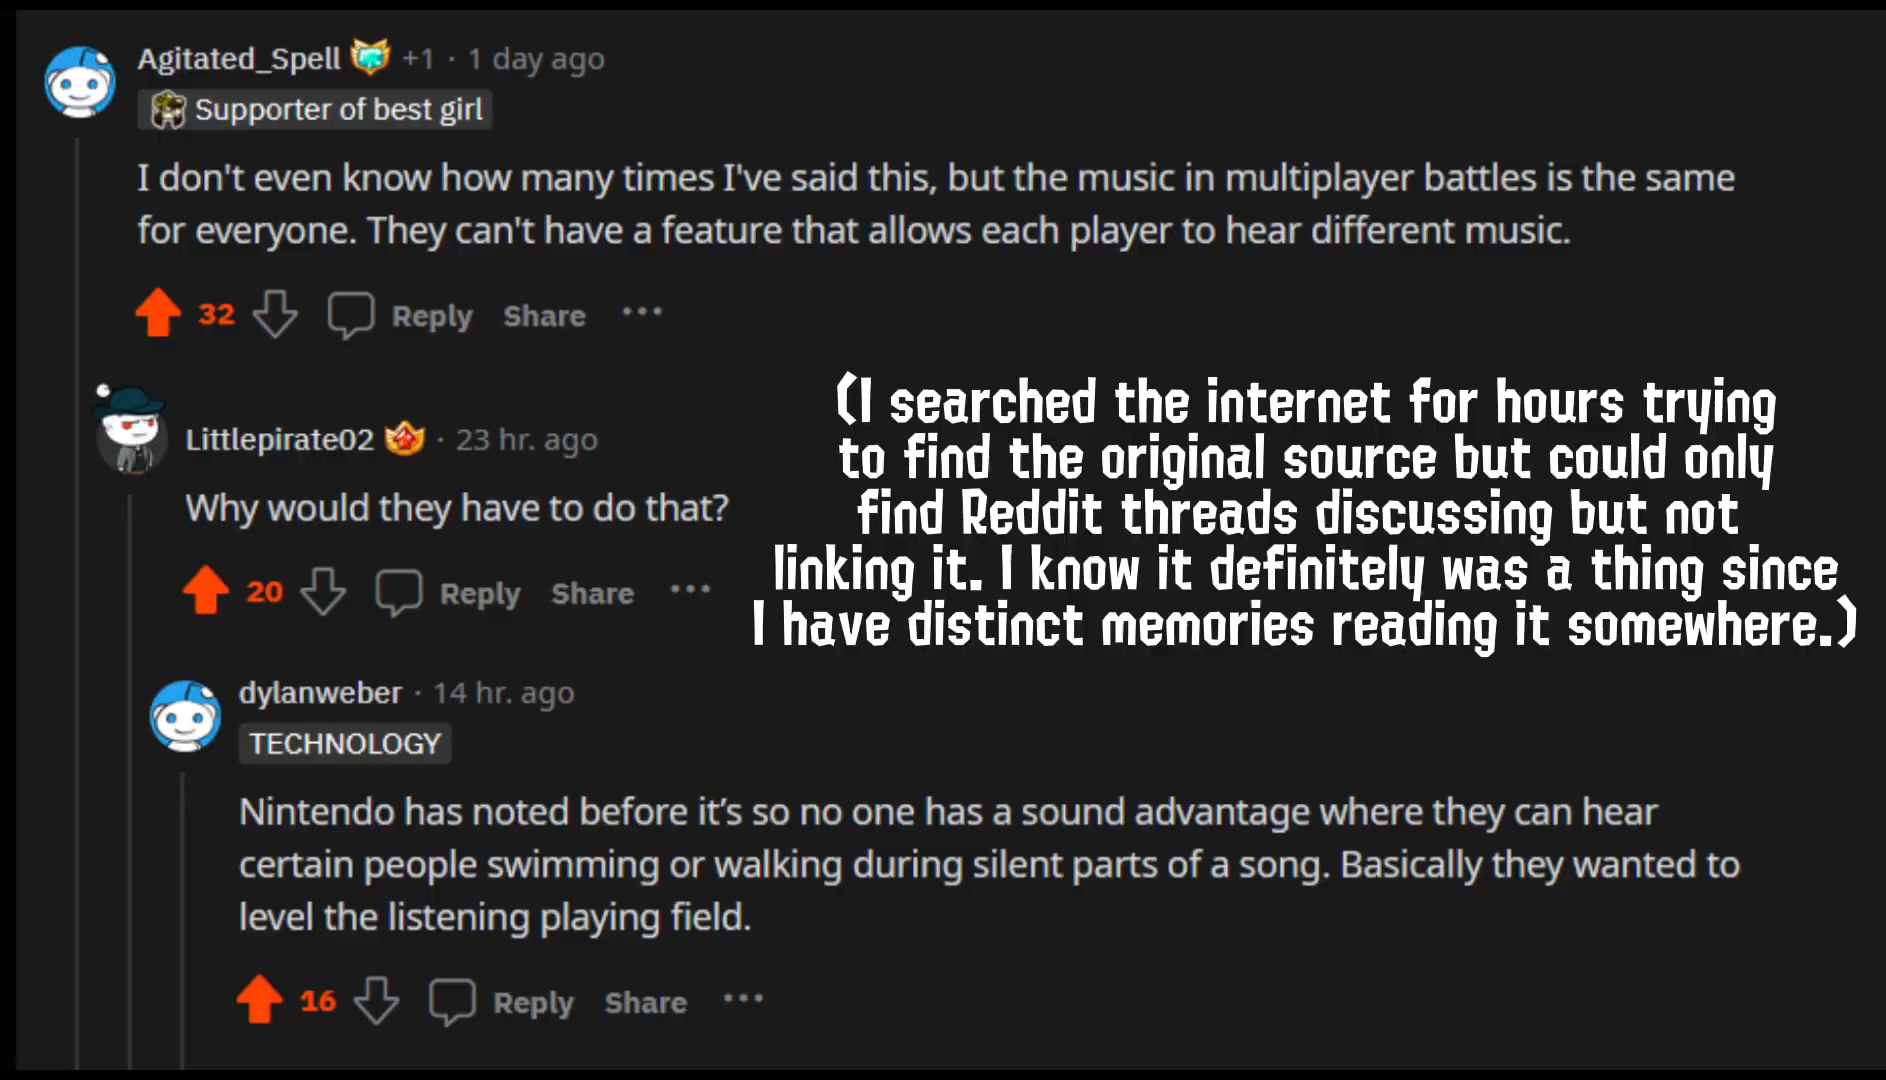 Agitated_Spell +1 · 1 day ago
Supporter of best girl
I don't even know how many times I've said this, but the music in multiplayer battles is the same
for everyone. They can't have a feature that allows each player to hear different music.
32 Reply Share ···
Littlepirate02 · 23 hr. ago
Why would they have to do that?
20 Reply Share ···
(I searched the internet for hours trying
to find the original source but could only
find Reddit threads discussing but not
linking it. I know it definitely was a thing since
I have distinct memories reading it somewhere.)
dylanweber · 14 hr. ago
TECHNOLOGY
Nintendo has noted before it’s so no one has a sound advantage where they can hear
certain people swimming or walking during silent parts of a song. Basically they wanted to
level the listening playing field.
16 Reply Share ···